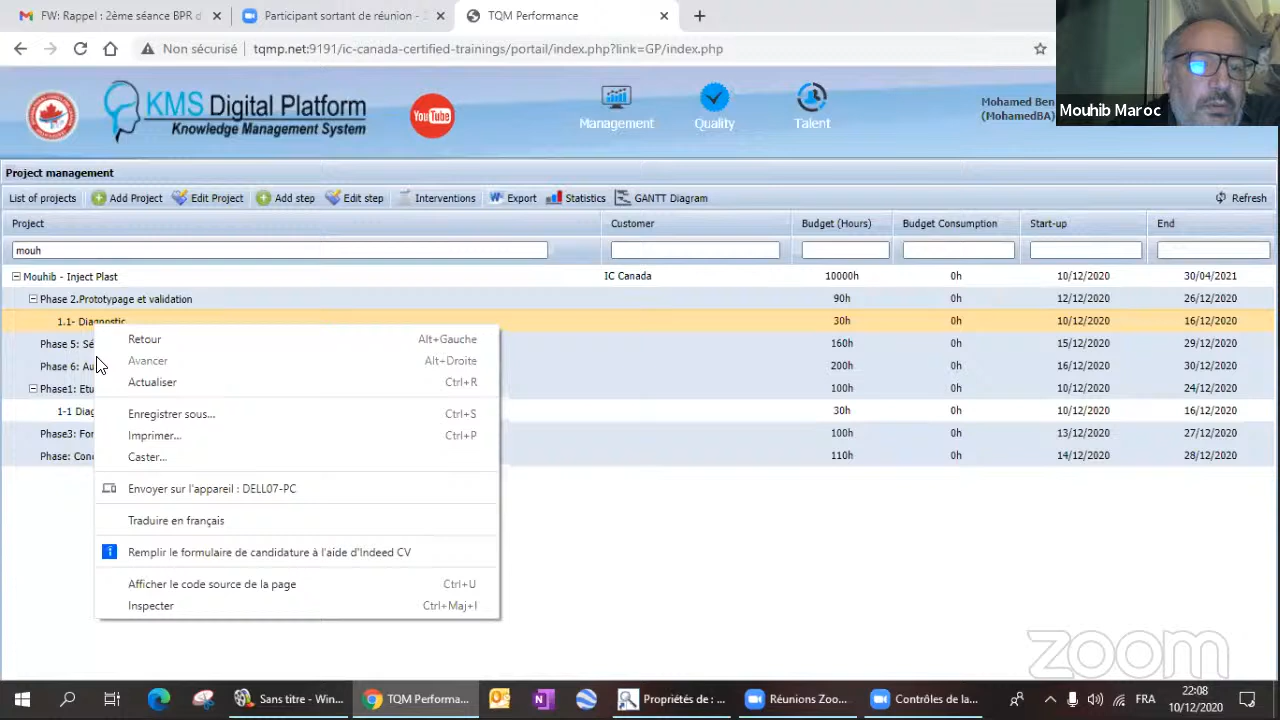 FW: Rappel : 2ème séance BPR d
Participant sortant de réunion - 2
TQM Performance
Non sécurisé
tqmp.net:9191/ic-canada-certified-trainings/portail/index.php?link=GP/index.php
KMS Digital Platform
Knowledge Management System
YouTube
Management
Quality
Talent
Mohamed Ben
(MohamedBA)
Mouhib Maroc
Project management
List of projects
Add Project
Edit Project
Add step
Edit step
Interventions
Export
Statistics
GANTT Diagram
Refresh
Project Customer Budget (Hours) Budget Consumption Start-up End
mouh
Mouhib - Inject Plast IC Canada 10000h 0h 10/12/2020 30/04/2021
Phase 2.Prototypage et validation 90h 0h 12/12/2020 26/12/2020
1.1- Diagnostic 30h 0h 10/12/2020 16/12/2020
Phase 5: Sé 160h 0h 15/12/2020 29/12/2020
Phase 6: Au 200h 0h 16/12/2020 30/12/2020
Phase1: Etu 100h 0h 10/12/2020 24/12/2020
1-1 Diag 30h 0h 10/12/2020 16/12/2020
Phase3: For 100h 0h 13/12/2020 27/12/2020
Phase: Conc 110h 0h 14/12/2020 28/12/2020
Retour Alt+Gauche
Avancer Alt+Droite
Actualiser Ctrl+R
Enregistrer sous... Ctrl+S
Imprimer... Ctrl+P
Caster...
Envoyer sur l'appareil : DELL07-PC
Traduire en français
Remplir le formulaire de candidature à l'aide d'Indeed CV
Afficher le code source de la page Ctrl+U
Inspecter Ctrl+Maj+I
zoom
Sans titre - Win...
TQM Performa...
Propriétés de : ...
Réunions Zoo...
Contrôles de la...
FRA
22:08
10/12/2020